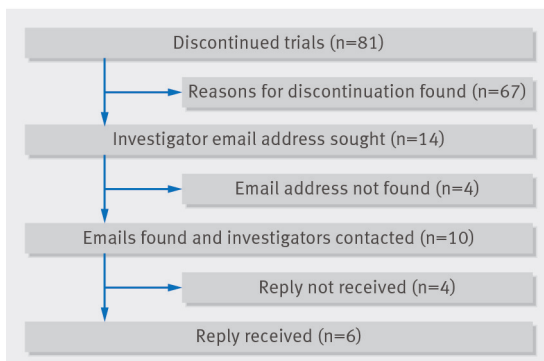 Discontinued trials (n=81)
Reasons for discontinuation found (n=67)
Investigator email address sought (n=14)
Email address not found (n=4)
Emails found and investigators contacted (n=10)
Reply not received (n=4)
Reply received (n=6)